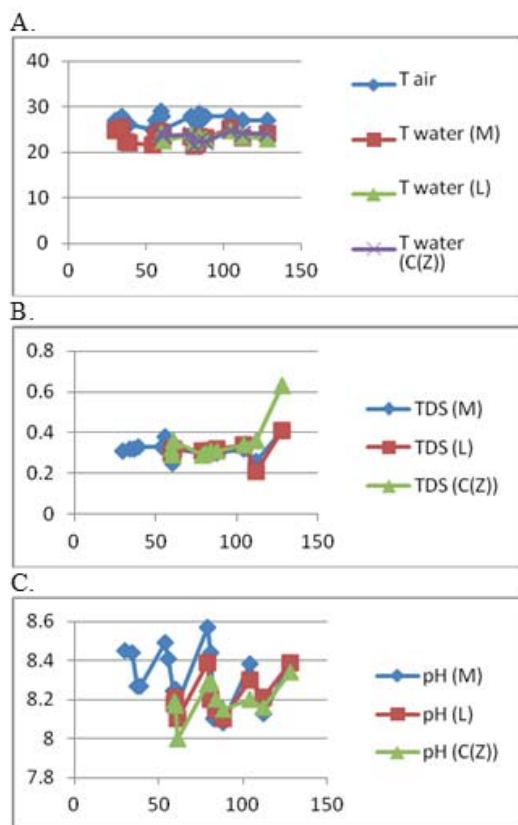 A.
40
30
20
10
0
0 50 100 150
T air
T water (M)
T water (L)
T water
(C(Z))
B.
0.8
0.6
0.4
0.2
0
0 50 100 150
TDS (M)
TDS (L)
TDS (C(Z))
C.
8.6
8.4
8.2
8
7.8
0 50 100 150
pH (M)
pH (L)
pH (C(Z))